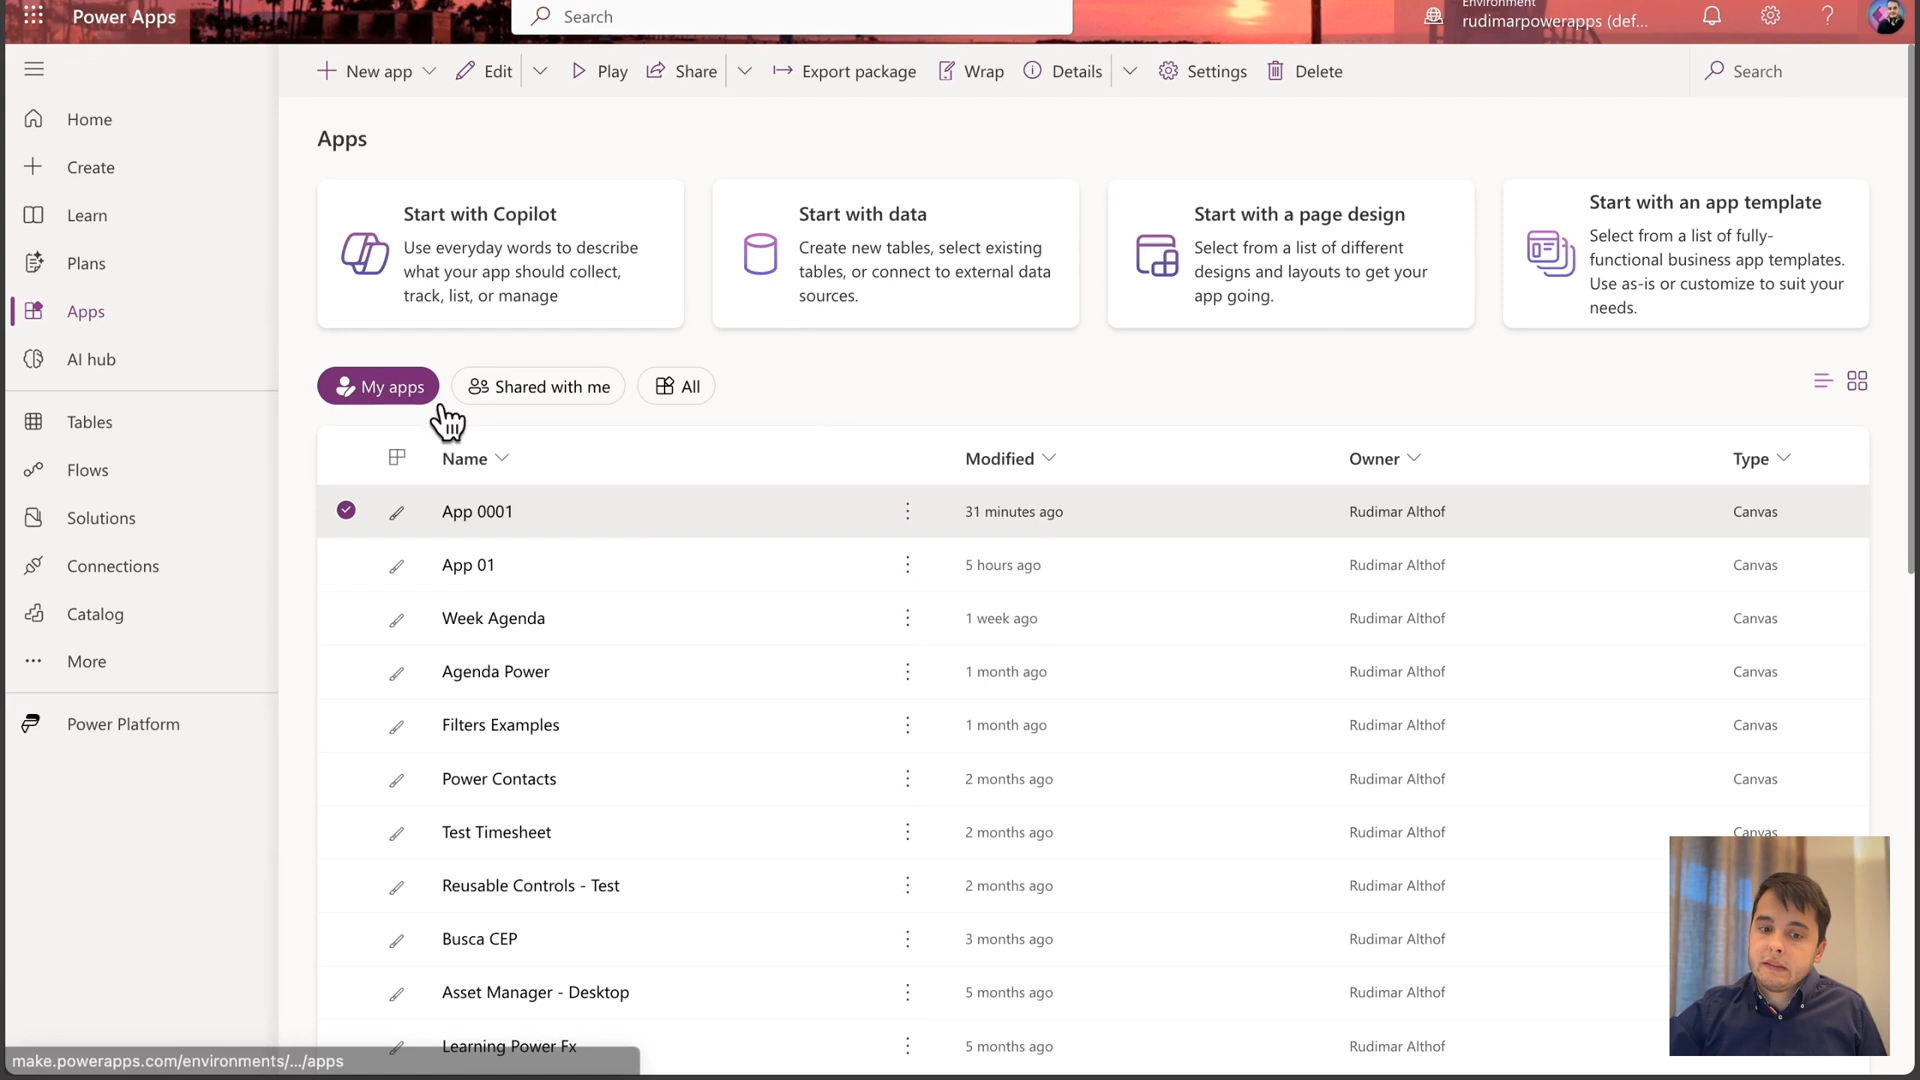 Power Apps
Search
Environment
rudimarpowerapps (def...
New app
Edit
Play
Share
Export package
Wrap
Details
Settings
Delete
Search
Home
Create
Learn
Plans
Apps
AI hub
Tables
Flows
Solutions
Connections
Catalog
More
Power Platform
Apps
Start with Copilot
Use everyday words to describe
what your app should collect,
track, list, or manage
Start with data
Create new tables, select existing
tables, or connect to external data
sources.
Start with a page design
Select from a list of different
designs and layouts to get your
app going.
Start with an app template
Select from a list of fully-
functional business app templates.
Use as-is or customize to suit your
needs.
My apps
Shared with me
All
Name Modified Owner Type
App 0001 31 minutes ago Rudimar Althof Canvas
App 01 5 hours ago Rudimar Althof Canvas
Week Agenda 1 week ago Rudimar Althof Canvas
Agenda Power 1 month ago Rudimar Althof Canvas
Filters Examples 1 month ago Rudimar Althof Canvas
Power Contacts 2 months ago Rudimar Althof Canvas
Test Timesheet 2 months ago Rudimar Althof Canvas
Reusable Controls - Test 2 months ago Rudimar Althof
Busca CEP 3 months ago Rudimar Althof
Asset Manager - Desktop 5 months ago Rudimar Althof
Learning Power Fx 5 months ago Rudimar Althof
make.powerapps.com/environments/.../apps